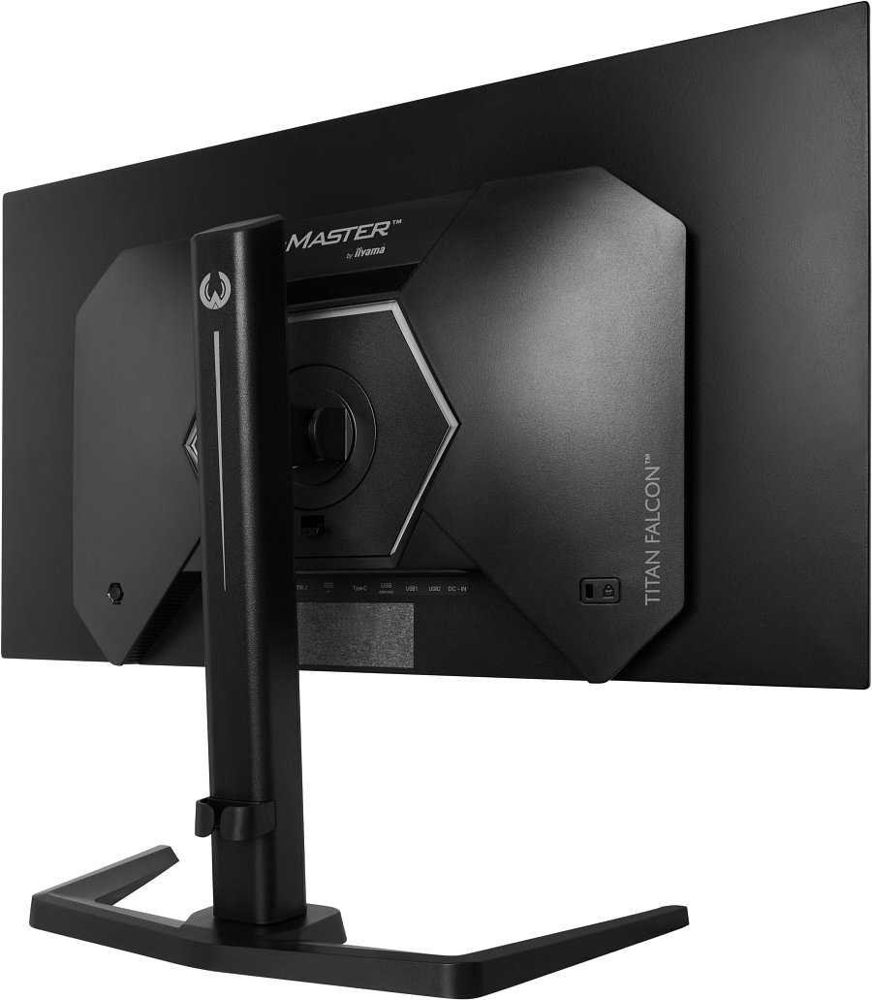 MASTER™
by iiyama
TITAN FALCON™
Type-C
USB
USB1
USB2
DC - IN